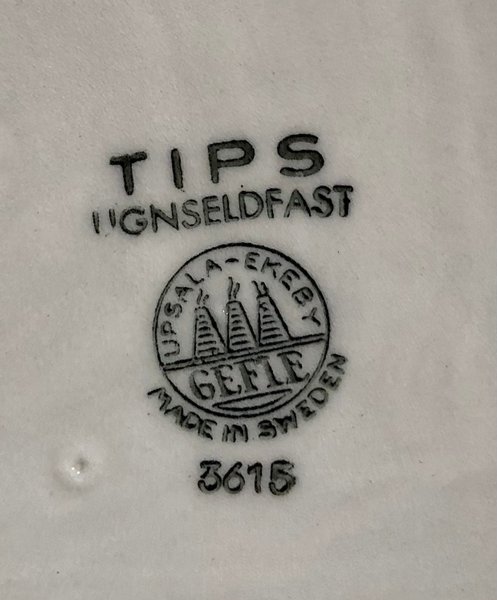 TIPS
UGNSELDFAST
UPSALA-EKEBY
GEFLE
MADE IN SWEDEN
3615